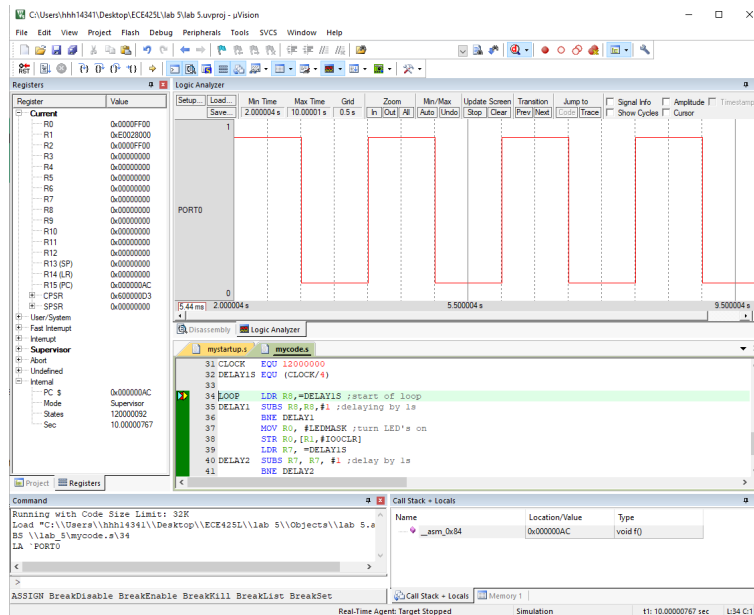 C:\Users\hhh14341\Desktop\ECE425L\lab 5\lab 5.uvproj - µVision
File Edit View Project Flash Debug Peripherals Tools SVCS Window Help
Registers
Register Value
Current
R0 0x0000FF00
R1 0xE0028000
R2 0x0000FF00
R3 0x00000000
R4 0x00000000
R5 0x00000000
R6 0x00000000
R7 0x00000000
R8 0x00000000
R9 0x00000000
R10 0x00000000
R11 0x00000000
R12 0x00000000
R13 (SP) 0x00000000
R14 (LR) 0x00000000
R15 (PC) 0x000000AC
CPSR 0x600000D3
SPSR 0x00000000
User/System
Fast Interrupt
Interrupt
Supervisor
Abort
Undefined
Internal
PC $ 0x000000AC
Mode Supervisor
States 120000092
Sec 10.00000767
Project Registers
Logic Analyzer
Setup... Load... Min Time Max Time Grid Zoom Min/Max Update Screen Transition Jump to Signal Info Amplitude Timestamp
Save... 2.000004 s 10.00001 s 0.5 s In Out All Auto Undo Stop Clear Prev Next Code Trace Show Cycles Cursor
1
PORT0
0
5.44 ms 2.000004 s 5.500004 s 9.500004 s
Disassembly Logic Analyzer
mystartup.s mycode.s
31 CLOCK EQU 12000000
32 DELAY1S EQU (CLOCK/4)
33
34 LOOP LDR R8,=DELAY1S ;start of loop
35 DELAY1 SUBS R8,R8,#1 ;delaying by 1s
36 BNE DELAY1
37 MOV R0, #LEDMASK ;turn LED's on
38 STR R0,[R1,#IO0CLR]
39 LDR R7, =DELAY1S
40 DELAY2 SUBS R7, R7, #1 ;delay by 1s
41 BNE DELAY2
Command
Running with Code Size Limit: 32K
Load "C:\\Users\\hhh14341\\Desktop\\ECE425L\\lab 5\\Objects\\lab 5.a
BS \\lab_5\mycode.s\34
LA `PORT0
>
ASSIGN BreakDisable BreakEnable BreakKill BreakList BreakSet
Call Stack + Locals
Name Location/Value Type
__asm_0x84 0x000000AC void f()
Call Stack + Locals Memory 1
Real-Time Agent: Target Stopped Simulation t1: 10.00000767 sec L:34 C:1